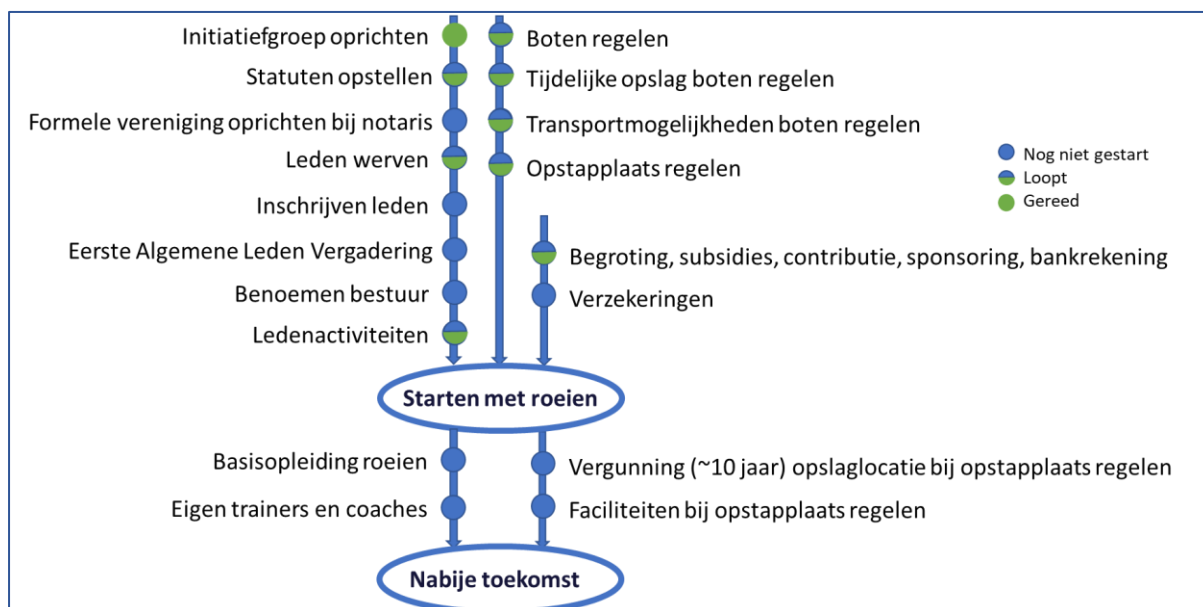 Initiatiefgroep oprichten
Boten regelen
Statuten opstellen
Tijdelijke opslag boten regelen
Formele vereniging oprichten bij notaris
Transportmogelijkheden boten regelen
Leden werven
Opstapplaats regelen
Nog niet gestart
Loopt
Gereed
Inschrijven leden
Eerste Algemene Leden Vergadering
Begroting, subsidies, contributie, sponsoring, bankrekening
Benoemen bestuur
Verzekeringen
Ledenactiviteiten
Starten met roeien
Basisopleiding roeien
Vergunning (~10 jaar) opslaglocatie bij opstapplaats regelen
Eigen trainers en coaches
Faciliteiten bij opstapplaats regelen
Nabije toekomst